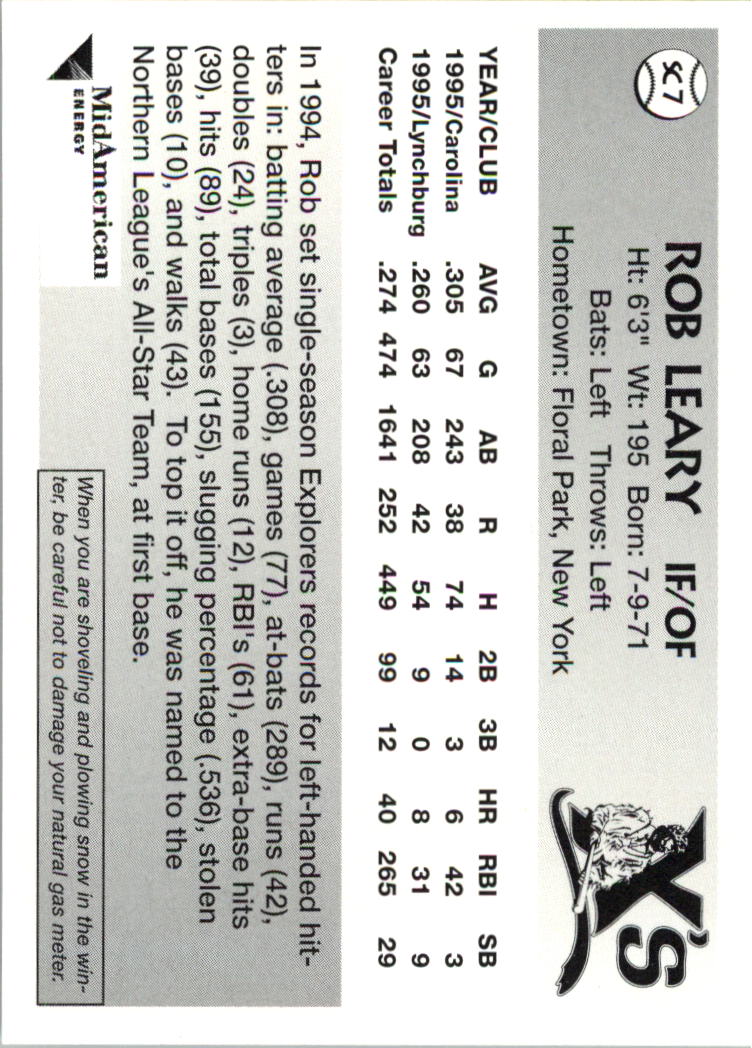 SC7
ROB LEARY IF/OF
Ht: 6'3" Wt: 195 Born: 7-9-71
Bats: Left Throws: Left
Hometown: Floral Park, New York
X'S
YEAR/CLUB AVG G AB R H 2B 3B HR RBI SB
1995/Carolina .305 67 243 38 74 14 3 6 42 3
1995/Lynchburg .260 63 208 42 54 9 0 8 31 9
Career Totals .274 474 1641 252 449 99 12 40 265 29
In 1994, Rob set single-season Explorers records for left-handed hit-
ters in: batting average (.308), games (77), at-bats (289), runs (42),
doubles (24), triples (3), home runs (12), RBI's (61), extra-base hits
(39), hits (89), total bases (155), slugging percentage (.536), stolen
bases (10), and walks (43). To top it off, he was named to the
Northern League's All-Star Team, at first base.
MidAmerican
ENERGY
When you are shoveling and plowing snow in the win-
ter, be careful not to damage your natural gas meter.